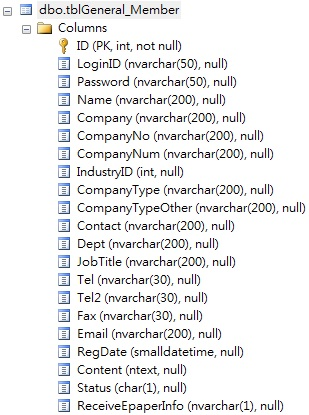 dbo.tblGeneral_Member
Columns
ID (PK, int, not null)
LoginID (nvarchar(50), null)
Password (nvarchar(50), null)
Name (nvarchar(200), null)
Company (nvarchar(200), null)
CompanyNo (nvarchar(200), null)
CompanyNum (nvarchar(200), null)
IndustryID (int, null)
CompanyType (nvarchar(200), null)
CompanyTypeOther (nvarchar(200), null)
Contact (nvarchar(200), null)
Dept (nvarchar(200), null)
JobTitle (nvarchar(200), null)
Tel (nvarchar(30), null)
Tel2 (nvarchar(30), null)
Fax (nvarchar(30), null)
Email (nvarchar(200), null)
RegDate (smalldatetime, null)
Content (ntext, null)
Status (char(1), null)
ReceiveEpaperInfo (nvarchar(1), null)